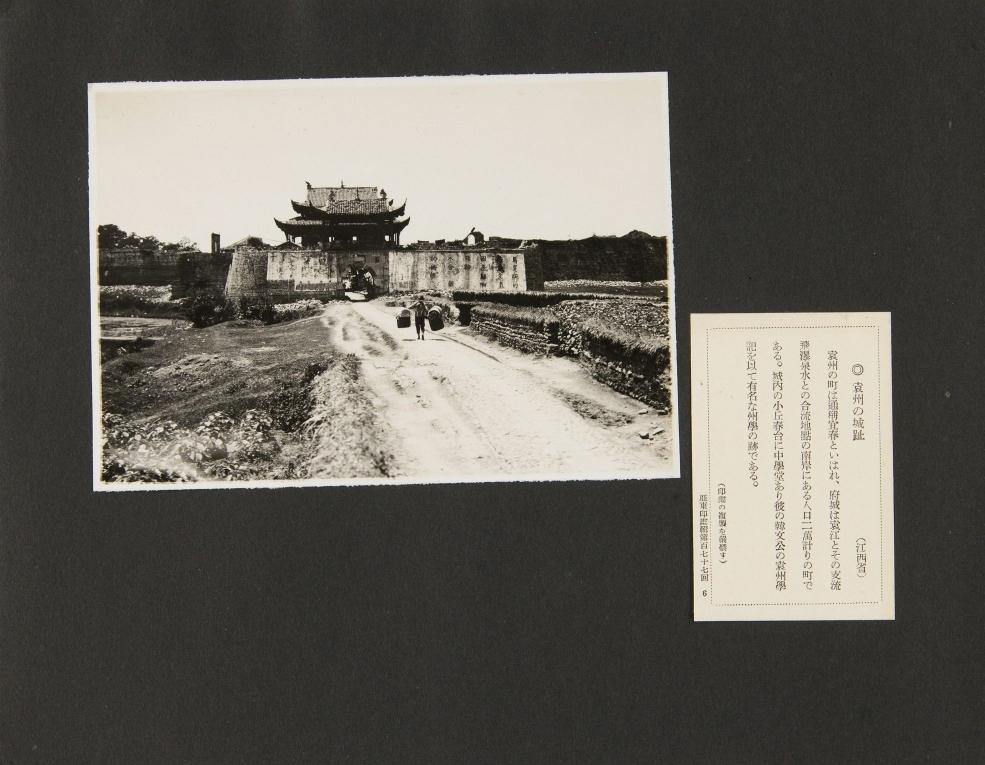 ◎ 袁州の城趾
（江西省）
袁州の町は通稱宜春といはれ、府城は袁江とその支流
飛瀑泉水との合流地點の南岸にある人口二萬計りの町で
ある。城內の小丘春台に中學堂あり彼の韓文公の袁州學
記を以て有名な州學の跡である。
（印畫の複製を嚴禁す）
亞東印畫輯第百七十七回 6